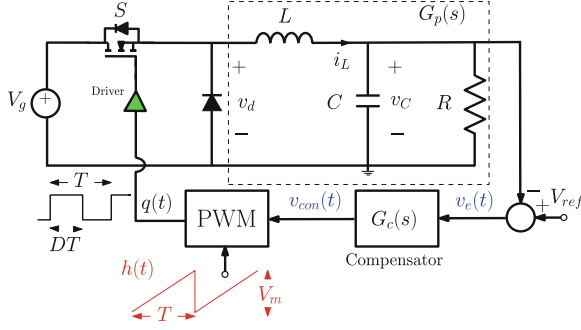 S
L
G_p(s)
V_g
+
Driver
+
v_d
−
i_L
C
+
v_C
−
R
T
DT
q(t)
PWM
v_con(t)
G_c(s)
Compensator
v_e(t)
−
+
V_ref
h(t)
T
V_m